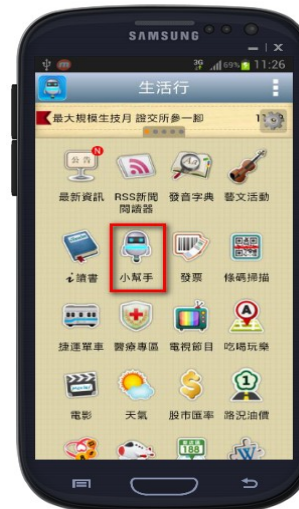 SAMSUNG
3G 69% 11:26
生活行
最大規模生技月 證交所參一腳
公告 N
最新資訊 RSS新聞閱讀器 發音字典 藝文活動
i讀書 小幫手 發票 條碼掃描
捷運單車 醫療專區 電視節目 吃喝玩樂
電影 天氣 股市匯率 路況油價
188 W